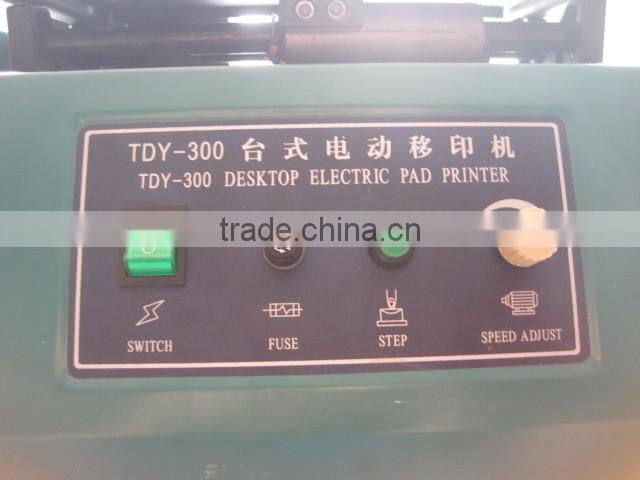 TDY-300 台式电动移印机
TDY-300 DESKTOP ELECTRIC PAD PRINTER
trade.china.cn
SWITCH
FUSE
STEP
SPEED ADJUST